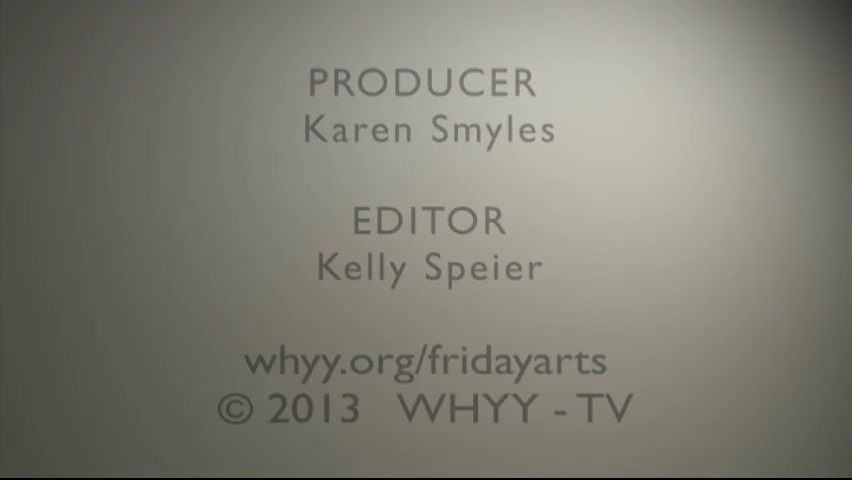 PRODUCER
Karen Smyles
EDITOR
Kelly Speier
whyy.org/fridayarts
© 2013 WHYY - TV